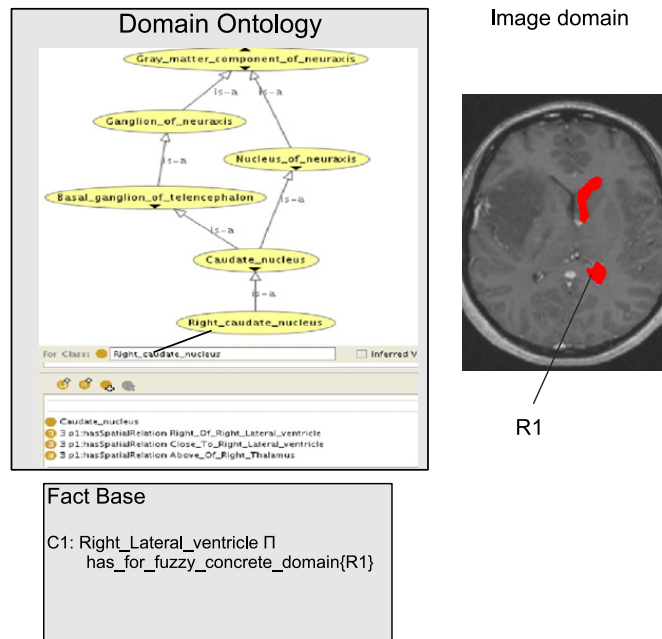 Domain Ontology
Image domain
Gray_matter_component_of_neuraxis
is-a
is-a
Ganglion_of_neuraxis
Nucleus_of_neuraxis
is-a
Basal_ganglion_of_telencephalon
is-a
is-a
Caudate_nucleus
is-a
Right_caudate_nucleus
For Class: Right_caudate_nucleus Inferred V
R1
Caudate_nucleus
∃ p1:hasSpatialRelation Right_Of_Right_Lateral_ventricle
∃ p1:hasSpatialRelation Close_To_Right_Lateral_ventricle
∃ p1:hasSpatialRelation Above_Of_Right_Thalamus
Fact Base
C1: Right_Lateral_ventricle Π
has_for_fuzzy_concrete_domain{R1}